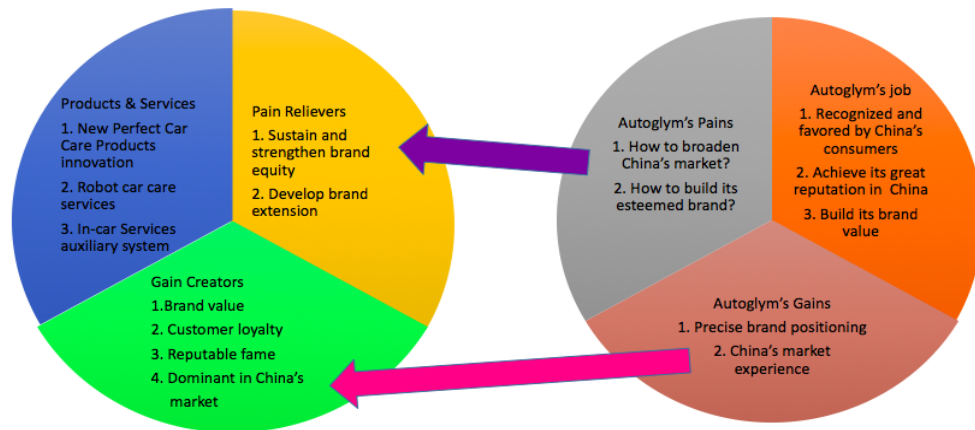 Products & Services
1. New Perfect Car
Care Products
innovation
2. Robot car care
services
3. In-car Services
auxiliary system
Pain Relievers
1. Sustain and
strengthen brand
equity
2. Develop brand
extension
Gain Creators
1.Brand value
2. Customer loyalty
3. Reputable fame
4. Dominant in China's
market
Autoglym's Pains
1. How to broaden
China's market?
2. How to build its
esteemed brand?
Autoglym's job
1. Recognized and
favored by China's
consumers
2. Achieve its great
reputation in China
3. Build its brand
value
Autoglym's Gains
1. Precise brand positioning
2. China's market
experience